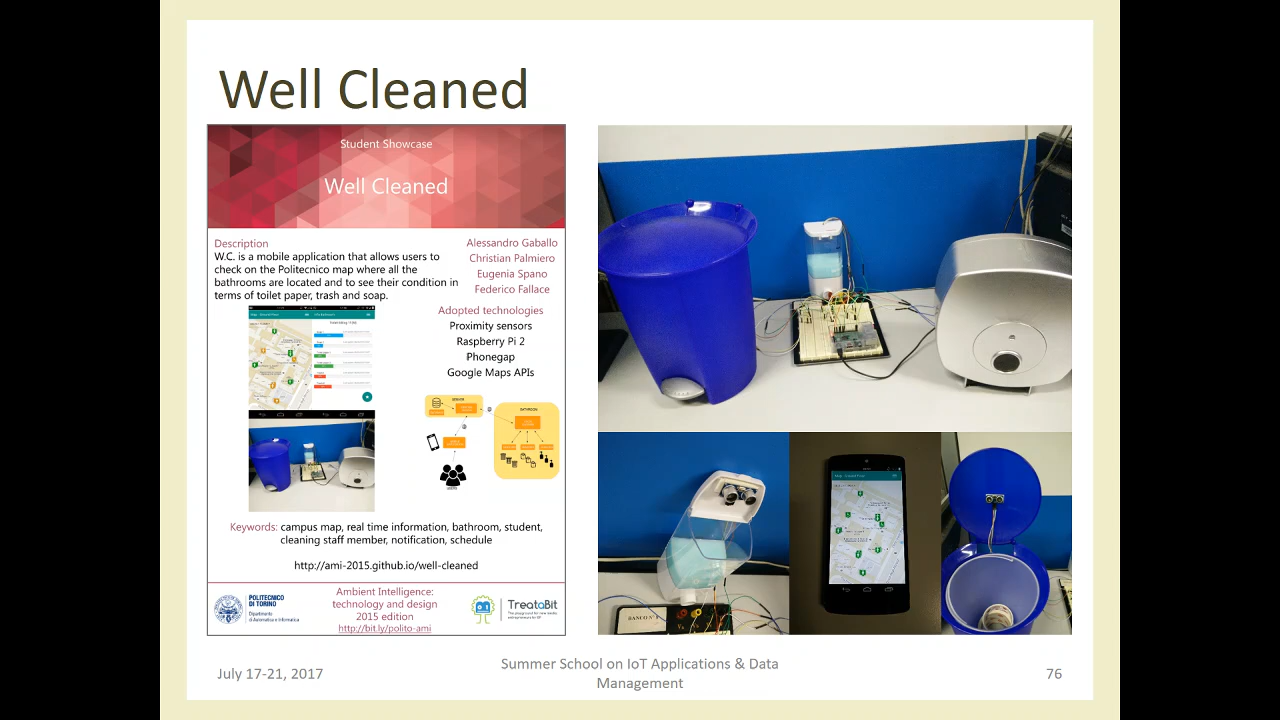 Well Cleaned
Student Showcase
Well Cleaned
Description
W.C. is a mobile application that allows users to
check on the Politecnico map where all the
bathrooms are located and to see their condition in
terms of toilet paper, trash and soap.
Alessandro Gaballo
Christian Palmiero
Eugenia Spano
Federico Fallace
Adopted technologies
Proximity sensors
Raspberry Pi 2
Phonegap
Google Maps APIs
Keywords: campus map, real time information, bathroom, student,
cleaning staff member, notification, schedule
http://ami-2015.github.io/well-cleaned
POLITECNICO
DI TORINO
Dipartimento
di Automatica e Informatica
Ambient Intelligence:
technology and design
2015 edition
http://bit.ly/polito-ami
TreataBit
BANCO N°
July 17-21, 2017
Summer School on IoT Applications & Data
Management
76